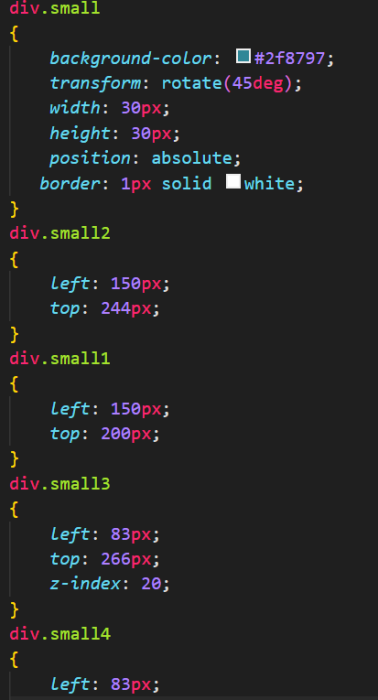 div.small
{
    background-color: #2f8797;
    transform: rotate(45deg);
    width: 30px;
    height: 30px;
    position: absolute;
   border: 1px solid white;
}
div.small2
{
    left: 150px;
    top: 244px;
}
div.small1
{
    left: 150px;
    top: 200px;
}
div.small3
{
    left: 83px;
    top: 266px;
    z-index: 20;
}
div.small4
{
    left: 83px;